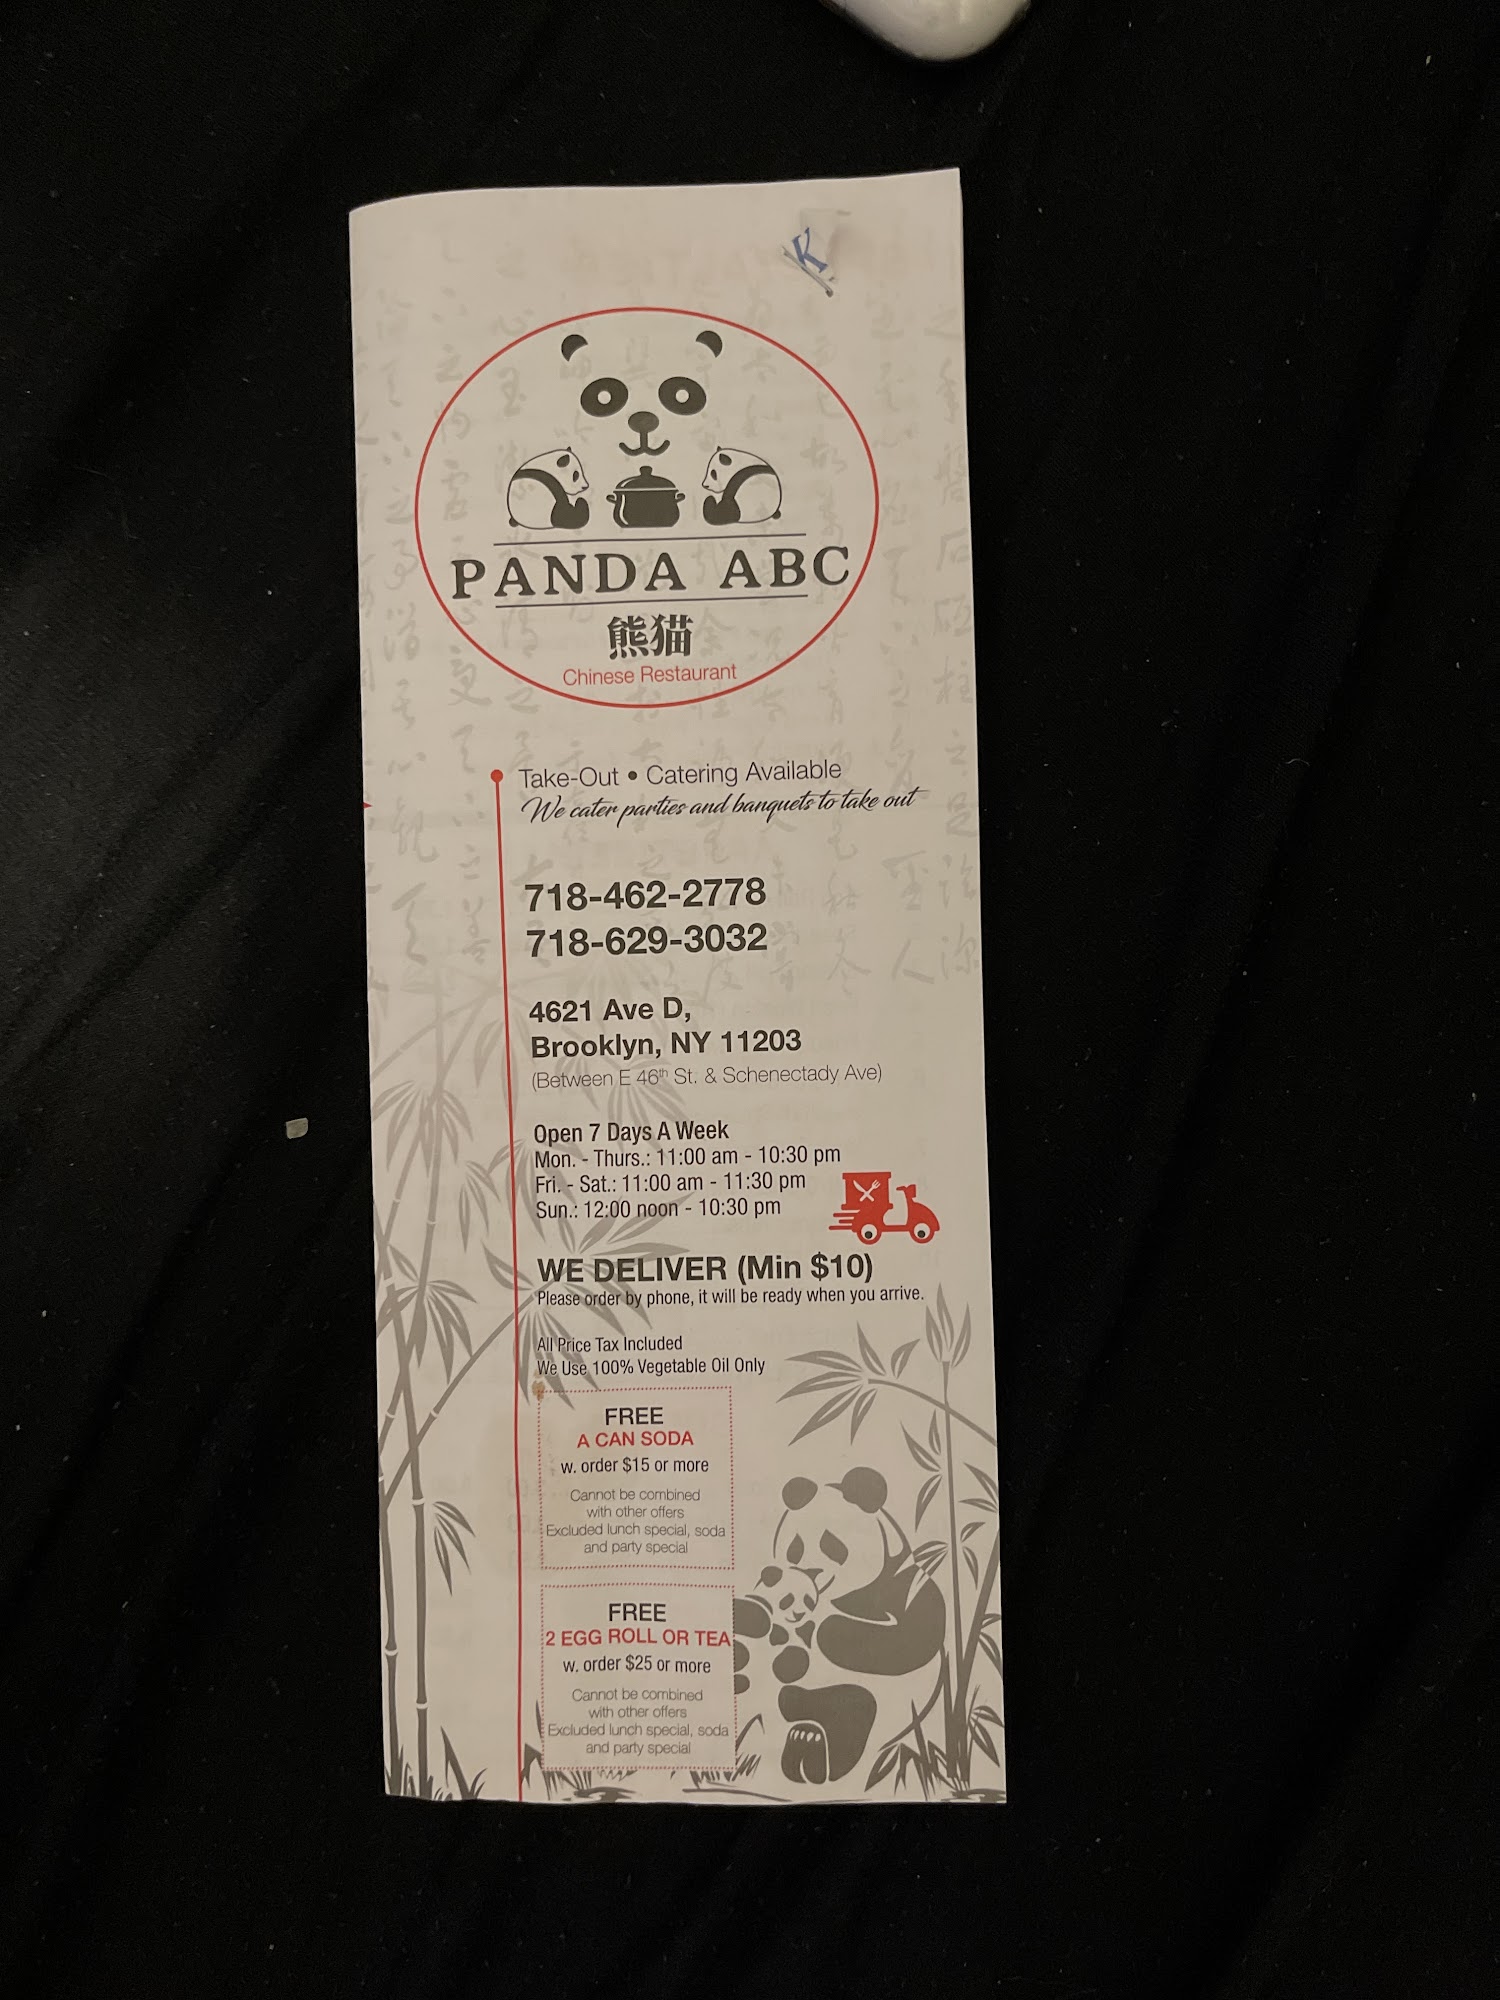 K
PANDA ABC
熊猫
Chinese Restaurant
Take-Out • Catering Available
We cater parties and banquets to take out
718-462-2778
718-629-3032
4621 Ave D,
Brooklyn, NY 11203
(Between E 46th St. & Schenectady Ave)
Open 7 Days A Week
Mon. - Thurs.: 11:00 am - 10:30 pm
Fri. - Sat.: 11:00 am - 11:30 pm
Sun.: 12:00 noon - 10:30 pm
WE DELIVER (Min $10)
Please order by phone, it will be ready when you arrive.
All Price Tax Included
We Use 100% Vegetable Oil Only
FREE
A CAN SODA
w. order $15 or more
Cannot be combined
with other offers
Excluded lunch special, soda
and party special
FREE
2 EGG ROLL OR TEA
w. order $25 or more
Cannot be combined
with other offers
Excluded lunch special, soda
and party special